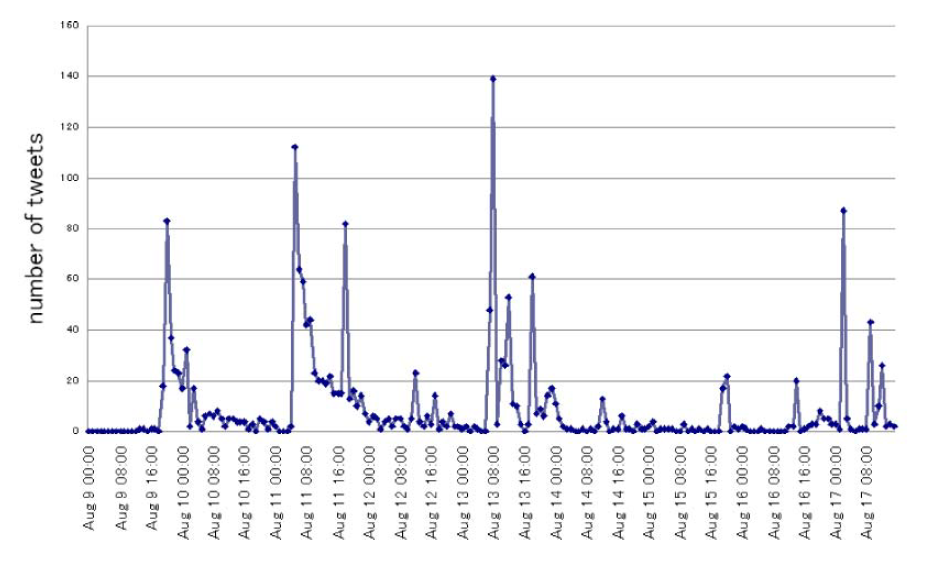 160
140
120
100
80
60
40
20
0
number of tweets
Aug 9 00:00
Aug 9 08:00
Aug 9 16:00
Aug 10 00:00
Aug 10 08:00
Aug 10 16:00
Aug 11 00:00
Aug 11 08:00
Aug 11 16:00
Aug 12 00:00
Aug 12 08:00
Aug 12 16:00
Aug 13 00:00
Aug 13 08:00
Aug 13 16:00
Aug 14 00:00
Aug 14 08:00
Aug 14 16:00
Aug 15 00:00
Aug 15 08:00
Aug 15 16:00
Aug 16 00:00
Aug 16 08:00
Aug 16 16:00
Aug 17 00:00
Aug 17 08:00